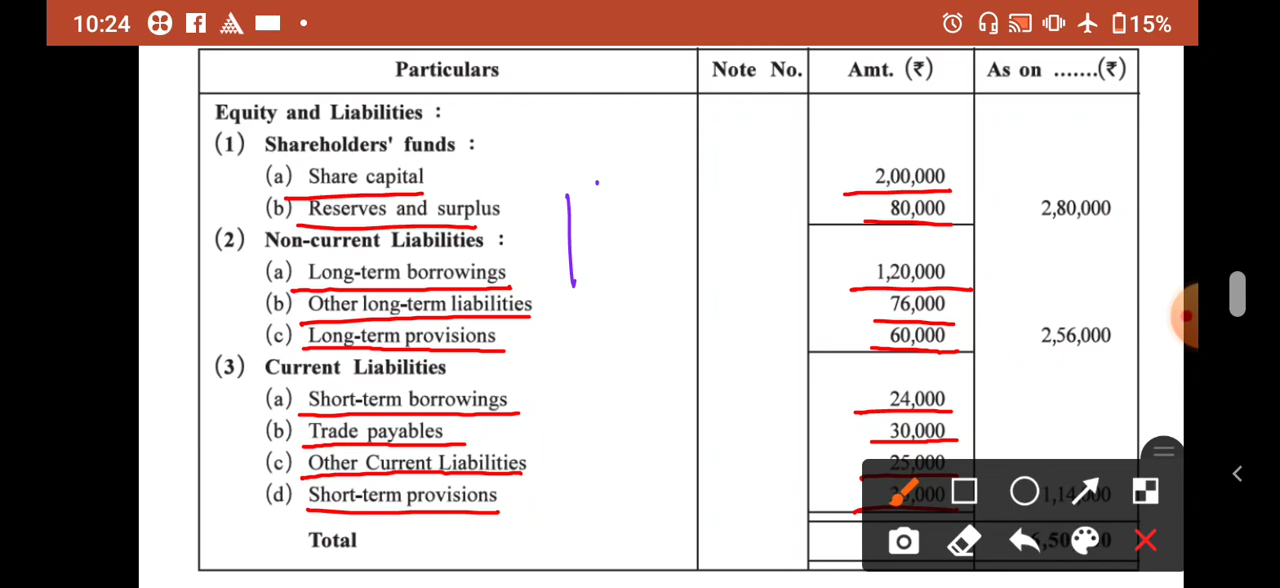 10:24 15%
Particulars Note No. Amt. (₹) As on .......(₹)
Equity and Liabilities :
(1) Shareholders' funds :
(a) Share capital 2,00,000
(b) Reserves and surplus 80,000 2,80,000
(2) Non-current Liabilities :
(a) Long-term borrowings 1,20,000
(b) Other long-term liabilities 76,000
(c) Long-term provisions 60,000 2,56,000
(3) Current Liabilities
(a) Short-term borrowings 24,000
(b) Trade payables 30,000
(c) Other Current Liabilities 25,000
(d) Short-term provisions
Total